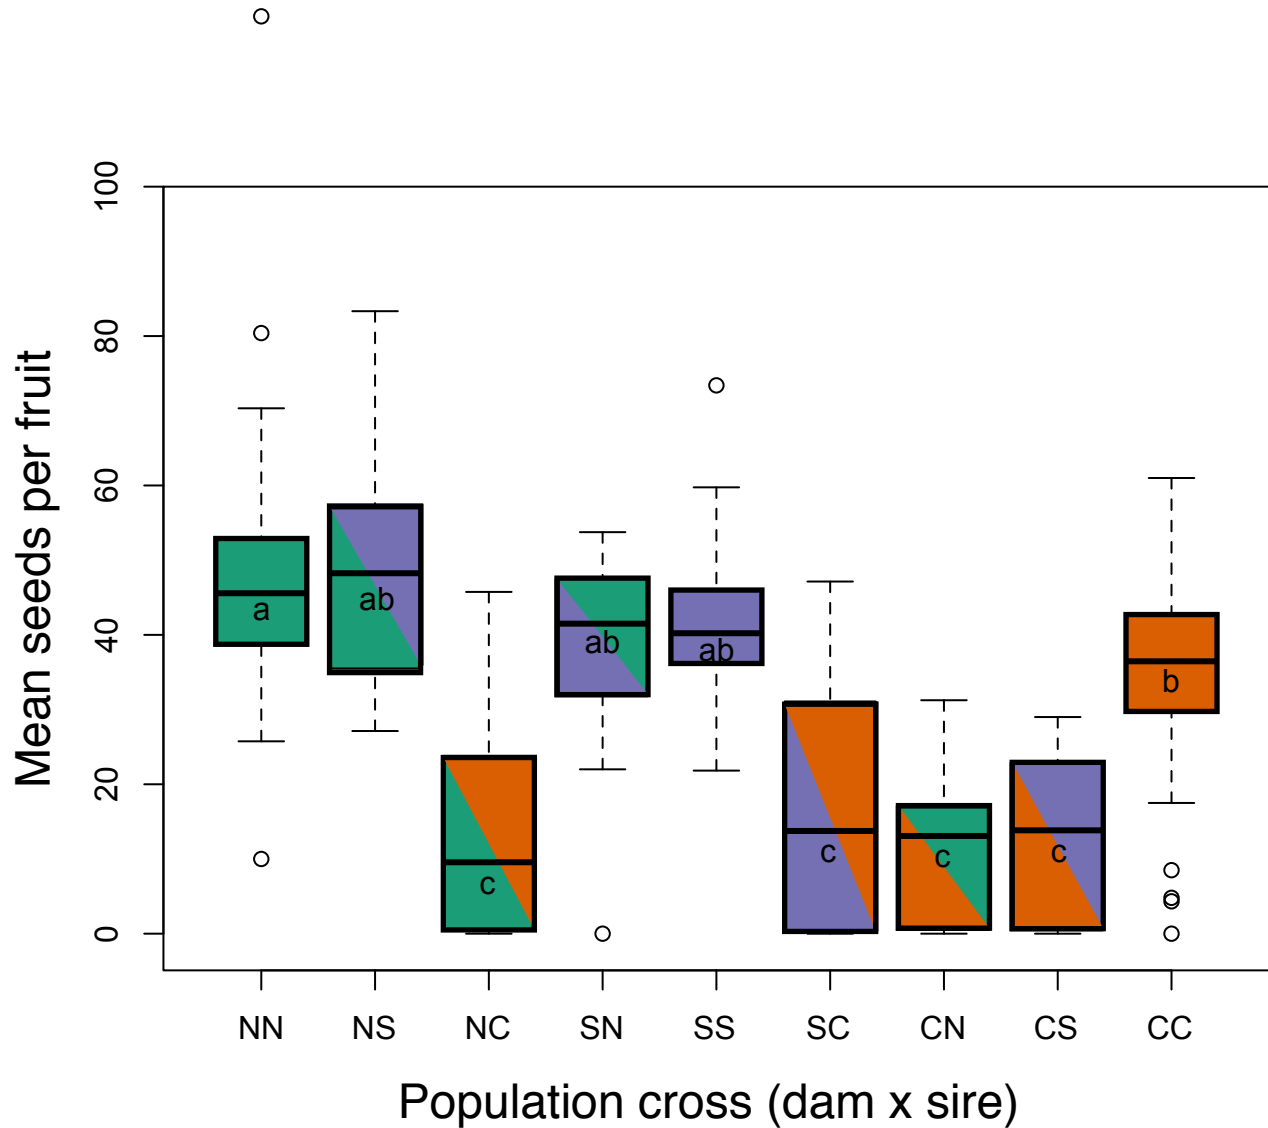 Mean seeds per fruit
100
80
60
40
20
0
a
ab
c
ab
ab
c
c
c
b
NN NS NC SN SS SC CN CS CC
Population cross (dam x sire)